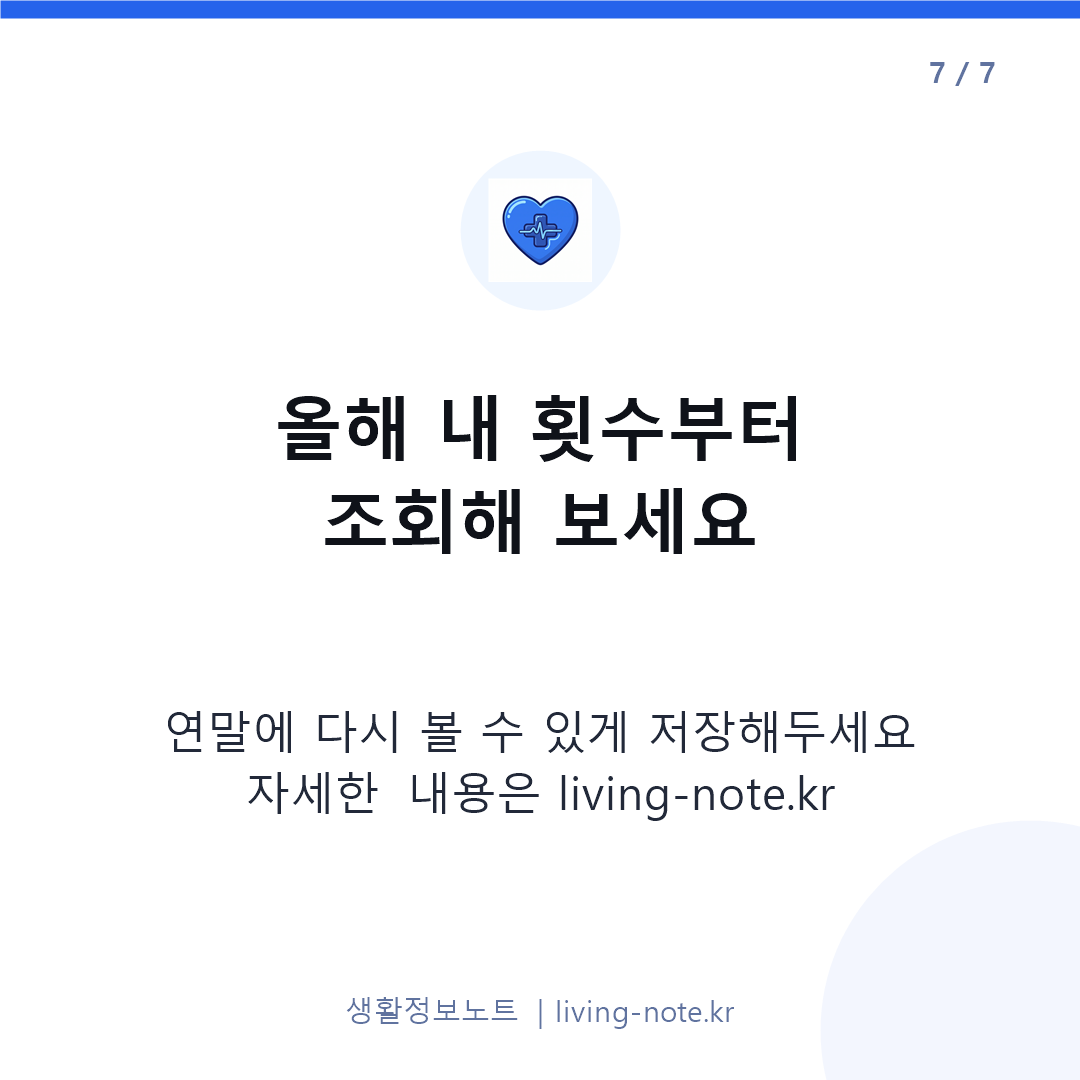 7 / 7
올해 내 횟수부터
조회해 보세요
연말에 다시 볼 수 있게 저장해두세요
자세한 내용은 living-note.kr
생활정보노트 | living-note.kr